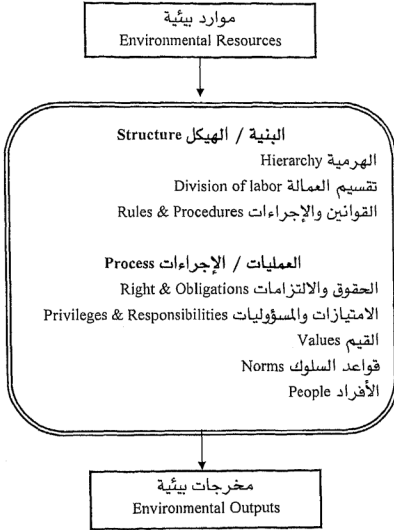 موارد بيئية
Environmental Resources
البنية / الهيكل Structure
الهرمية Hierarchy
تقسيم العمالة Division of labor
القوانين والإجراءات Rules & Procedures
العمليات / الإجراءات Process
الحقوق والالتزامات Right & Obligations
الامتيازات والمسؤوليات Privileges & Responsibilities
القيم Values
قواعد السلوك Norms
الأفراد People
مخرجات بيئية
Environmental Outputs